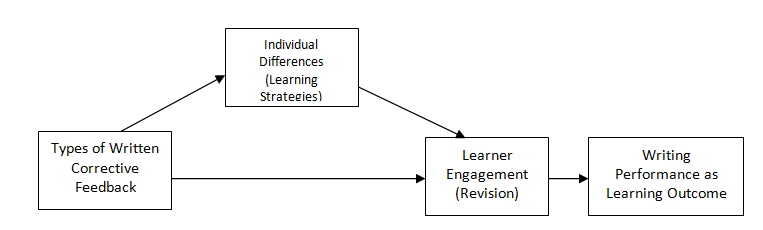 Individual
Differences
(Learning
Strategies)
Types of Written
Corrective
Feedback
Learner
Engagement
(Revision)
Writing
Performance as
Learning Outcome